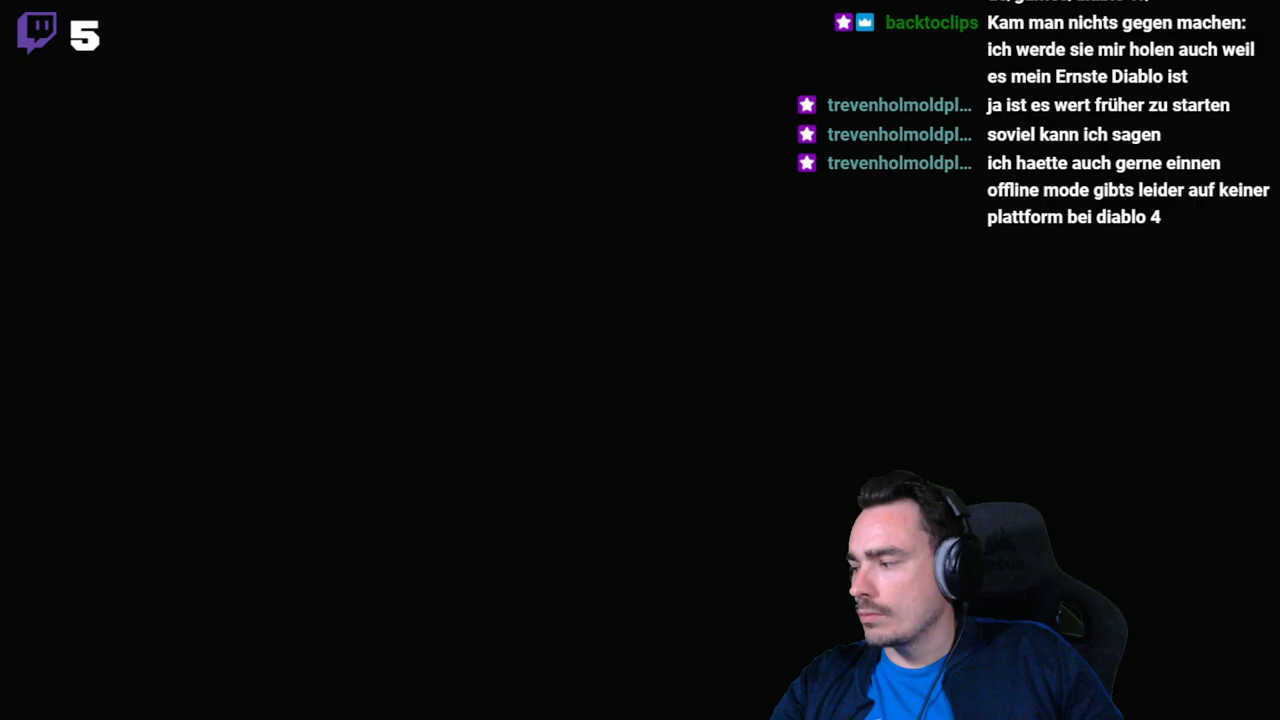 5
backtoclips Kam man nichts gegen machen:
ich werde sie mir holen auch weil
es mein Ernste Diablo ist
trevenholmoldpl... ja ist es wert früher zu starten
trevenholmoldpl... soviel kann ich sagen
trevenholmoldpl... ich haette auch gerne einnen
offline mode gibts leider auf keiner
plattform bei diablo 4